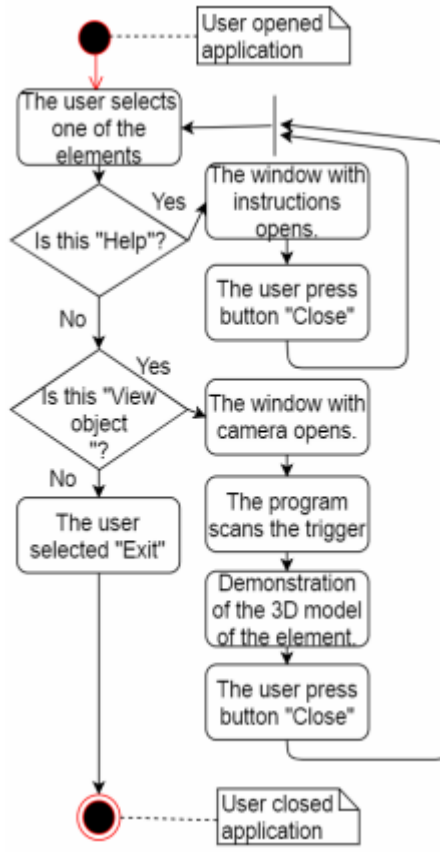 User opened
application
The user selects
one of the
elements
Yes
The window with
instructions
opens.
Is this "Help"?
The user press
button "Close"
No
Yes
Is this "View
object
"?
The window with
camera opens.
No
The program
scans the trigger
The user
selected "Exit"
Demonstration
of the 3D model
of the element.
The user press
button "Close"
User closed
application